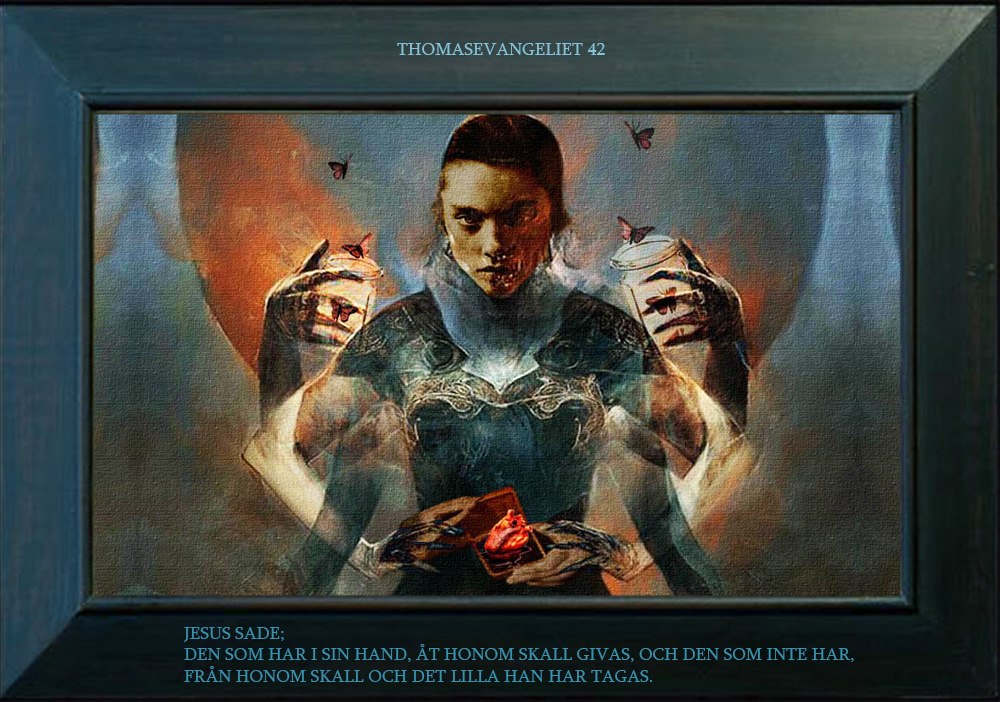 THOMASEVANGELIET 42
JESUS SADE;
DEN SOM HAR I SIN HAND, ÅT HONOM SKALL GIVAS, OCH DEN SOM INTE HAR,
FRÅN HONOM SKALL OCH DET LILLA HAN HAR TAGAS.